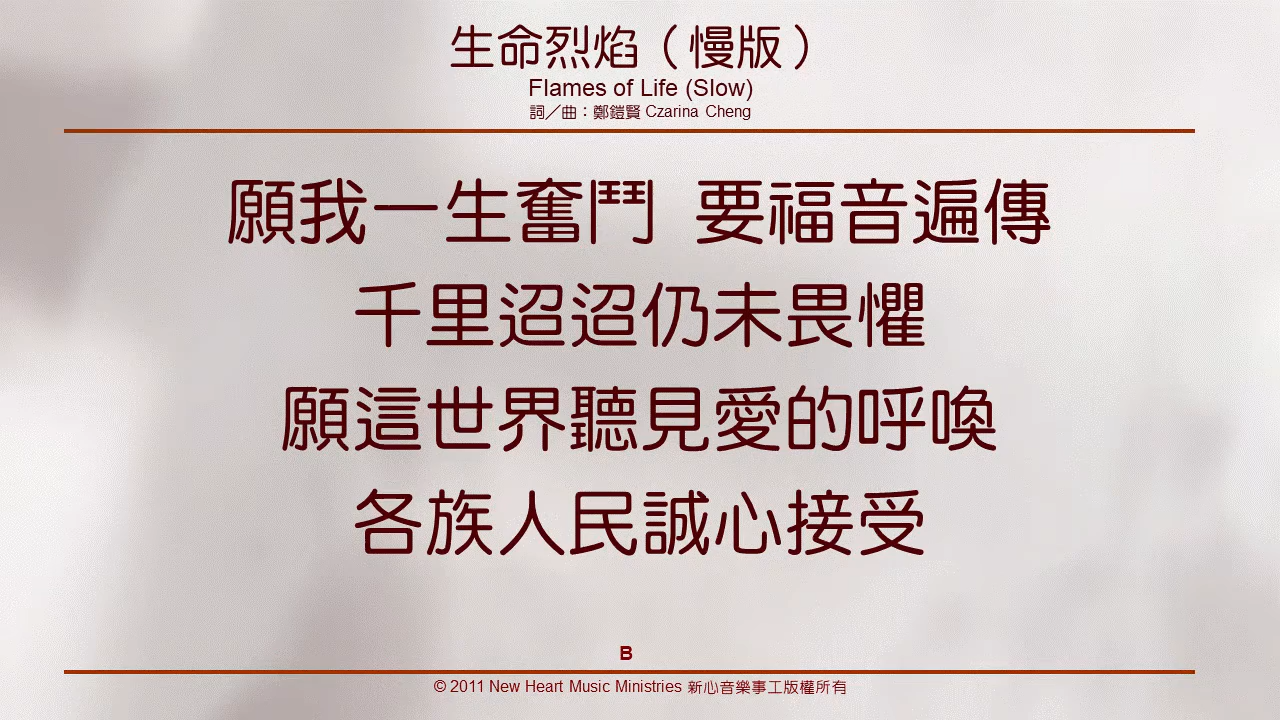 生命烈焰（慢版）
Flames of Life (Slow)
詞／曲：鄭鎧賢 Czarina Cheng
願我一生奮鬥 要福音遍傳
千里迢迢仍未畏懼
願這世界聽見愛的呼喚
各族人民誠心接受
B
© 2011 New Heart Music Ministries 新心音樂事工版權所有